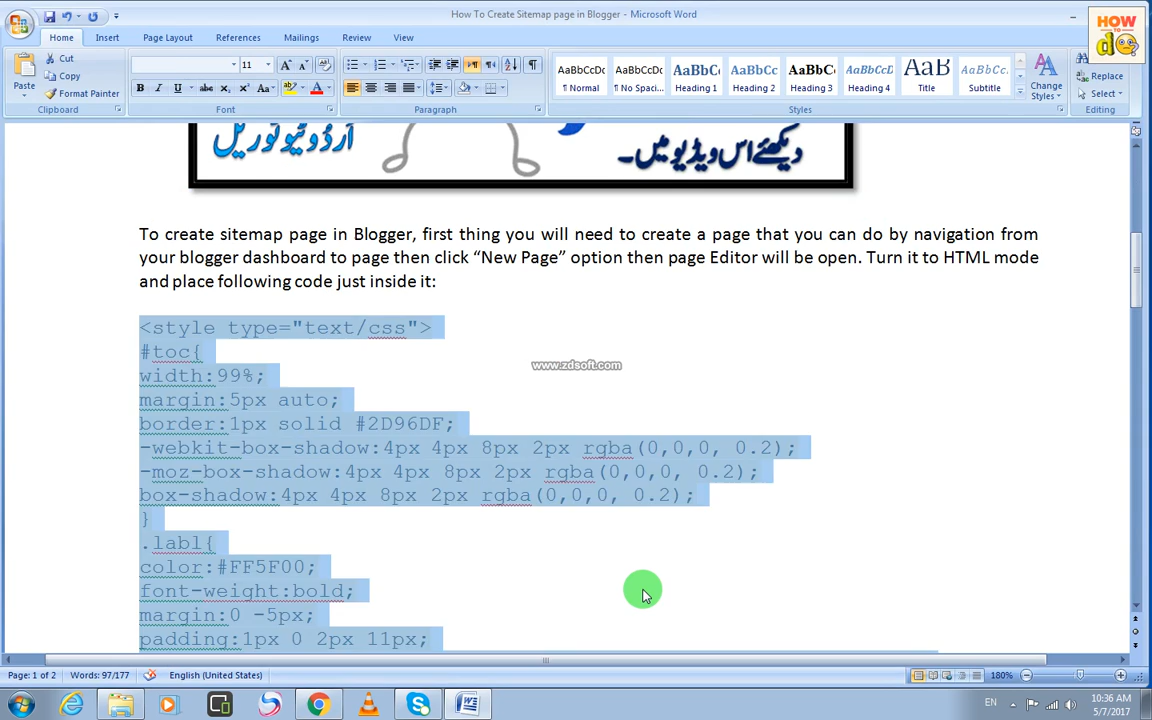 How To Create Sitemap page in Blogger - Microsoft Word
HOW
TO
do
Home Insert Page Layout References Mailings Review View
Paste
Cut
Copy
Format Painter
Clipboard
11
Font
Paragraph
AaBbCcDc
¶ Normal
AaBbCcDc
¶ No Spaci...
AaBbC
Heading 1
AaBbCc
Heading 2
AaBbCc
Heading 3
AaBbCcD
Heading 4
AaB
Title
AaBbCcD
Subtitle
Change
Styles
Styles
Replace
Select
Editing
اُردُو ٹیوٹوریل
دیکھئے اس ویڈیو میں۔
To create sitemap page in Blogger, first thing you will need to create a page that you can do by navigation from
your blogger dashboard to page then click “New Page” option then page Editor will be open. Turn it to HTML mode
and place following code just inside it:
<style type="text/css">
#toc{
width:99%;
margin:5px auto;
border:1px solid #2D96DF;
-webkit-box-shadow:4px 4px 8px 2px rgba(0,0,0, 0.2);
-moz-box-shadow:4px 4px 8px 2px rgba(0,0,0, 0.2);
box-shadow:4px 4px 8px 2px rgba(0,0,0, 0.2);
}
.labl{
color:#FF5F00;
font-weight:bold;
margin:0 -5px;
padding:1px 0 2px 11px;
www.zdsoft.com
Page: 1 of 2 Words: 97/177 English (United States) 180%
EN
10:36 AM
5/7/2017